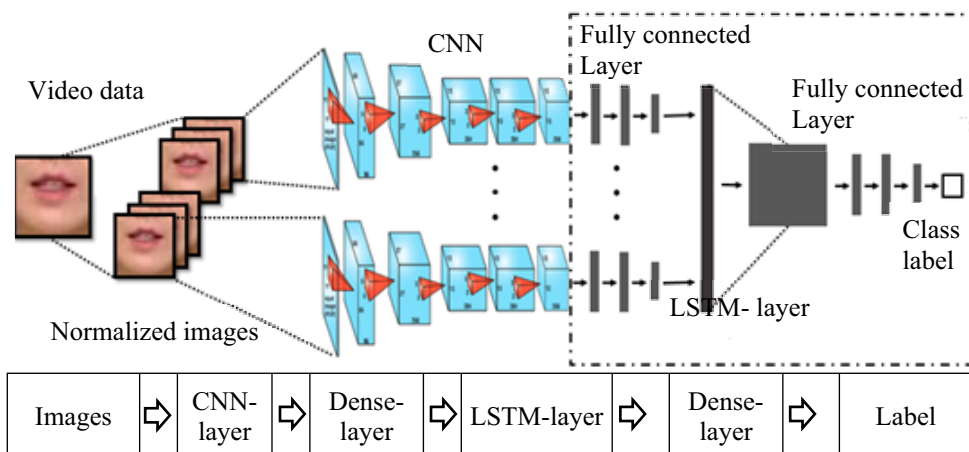 CNN
Fully connected
Layer
Video data
Fully connected
Layer
Class
label
LSTM- layer
Normalized images
Images
CNN-
layer
Dense-
layer
LSTM-layer
Dense-
layer
Label